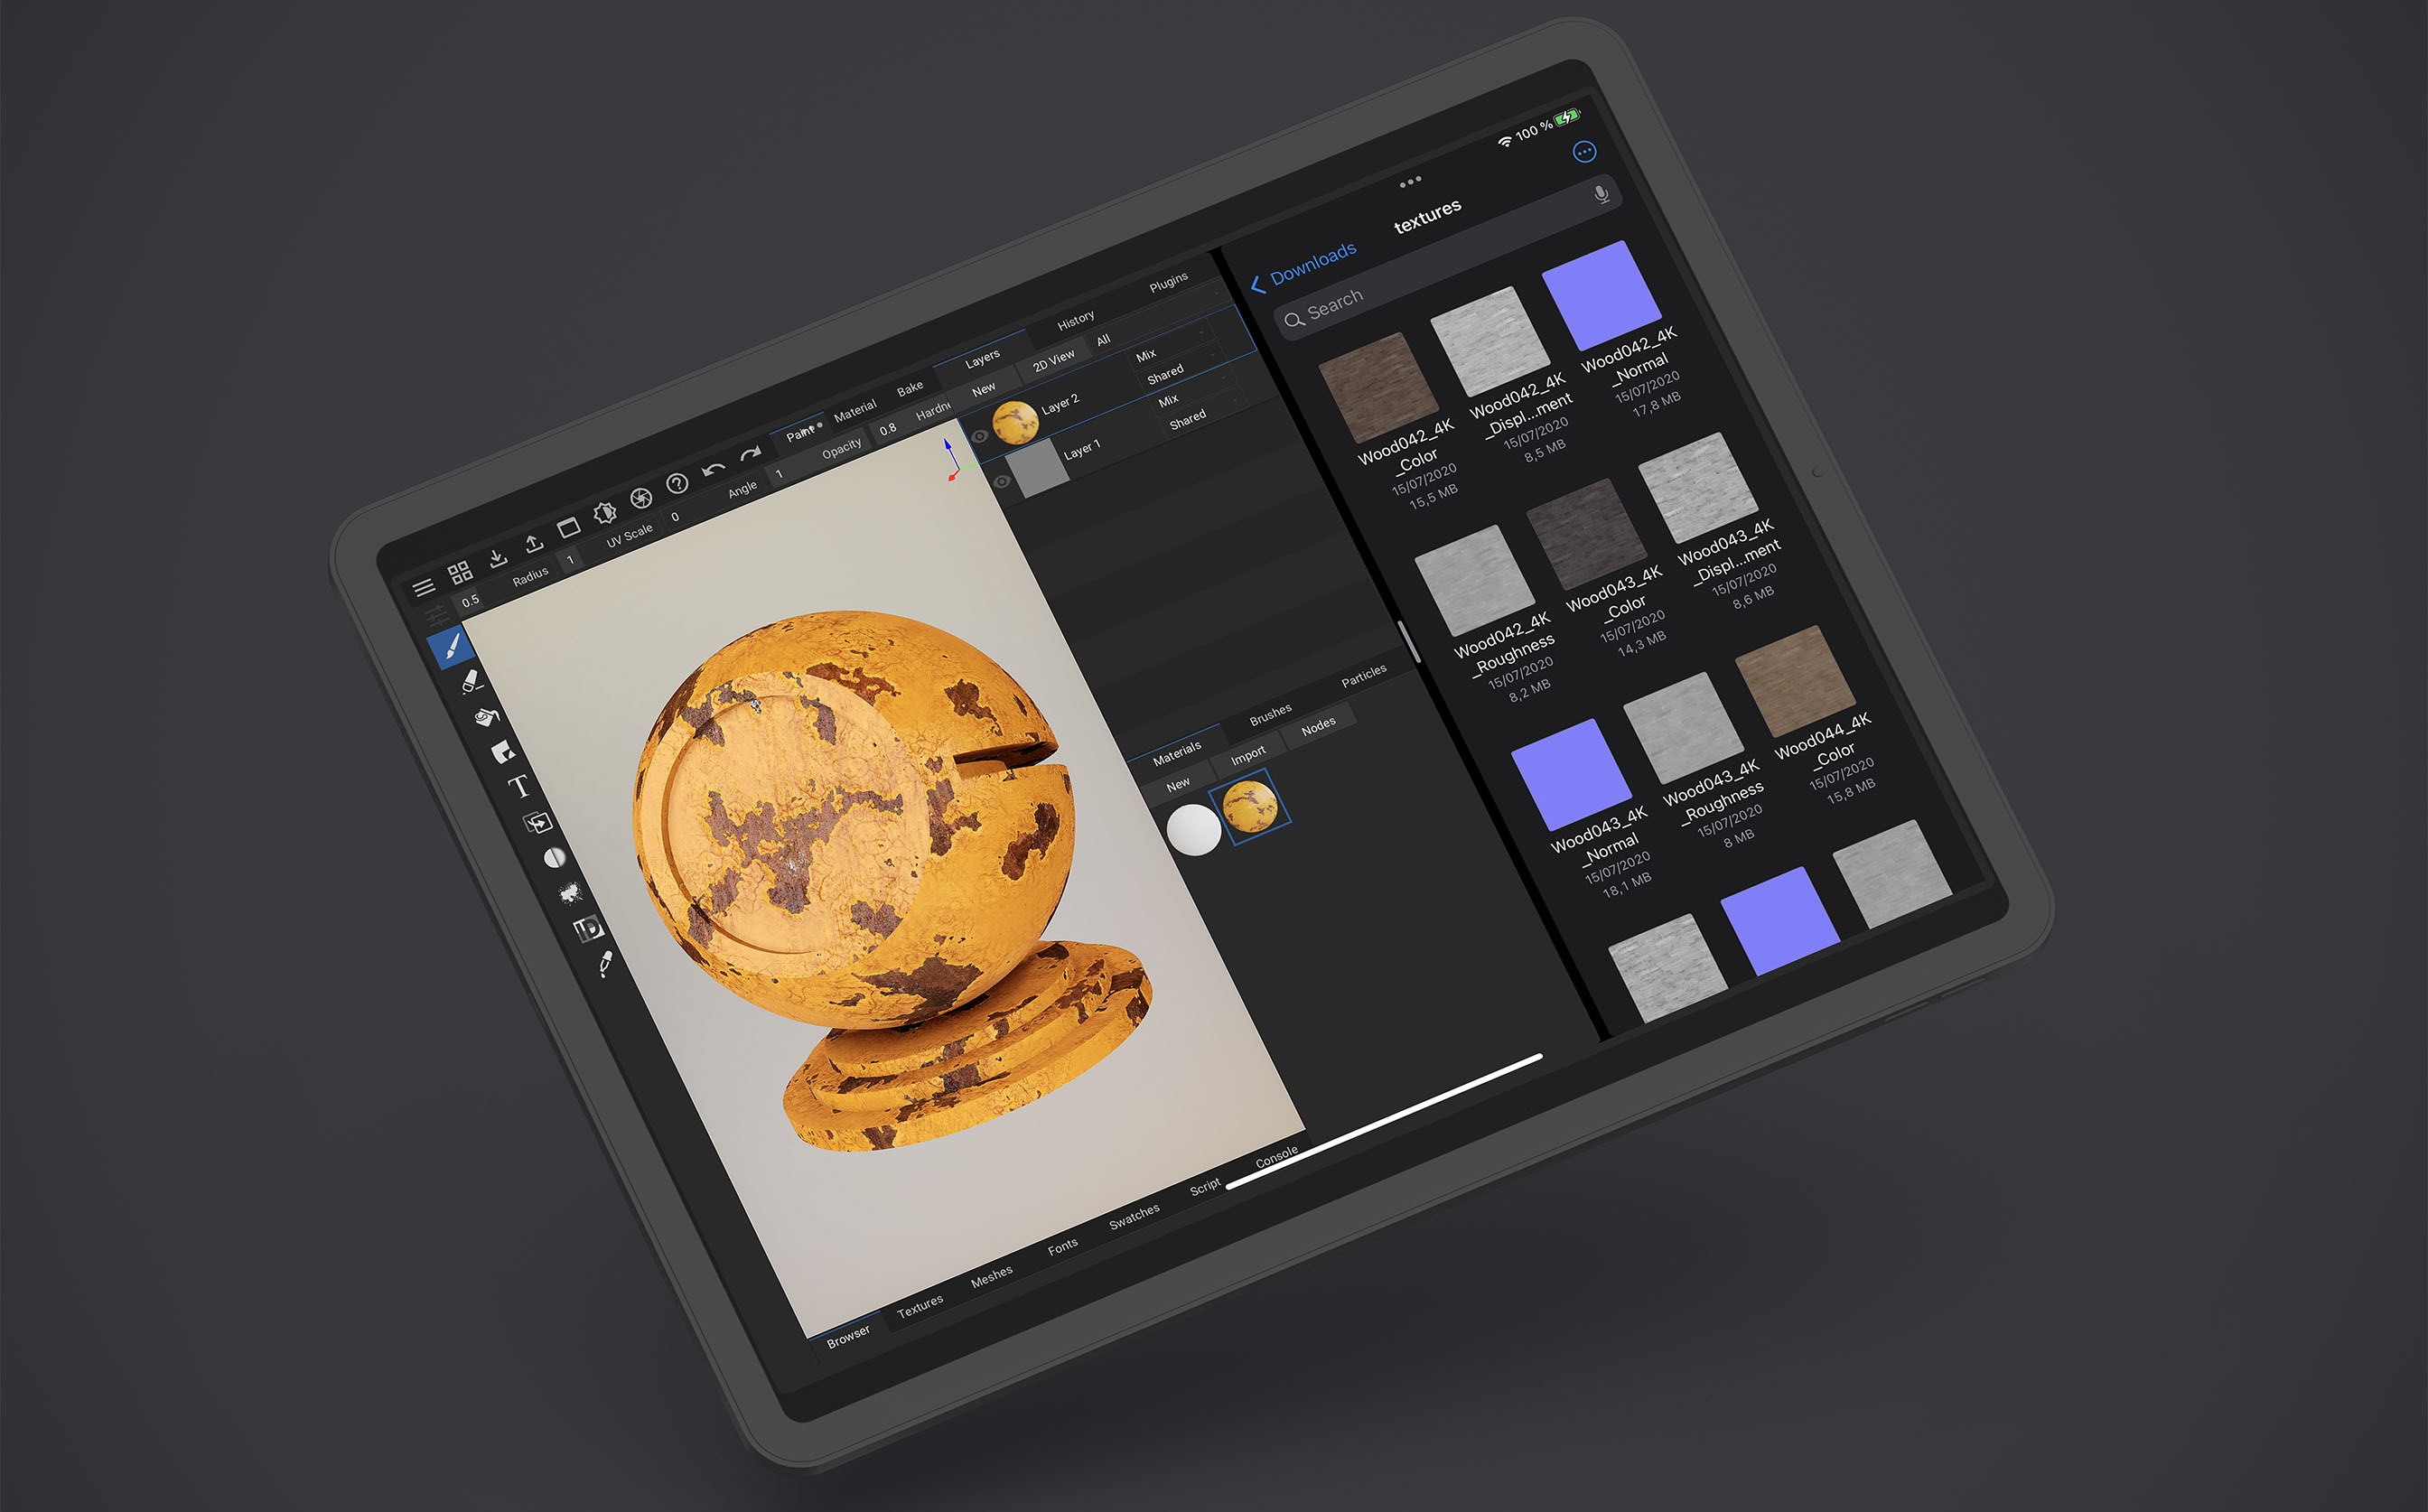 Paint
Material
Bake
0.5
Radius
1
UV Scale
0
Angle
1
Opacity
0.8
Hardn
Layers
History
Plugins
New
2D View
All
Layer 2
Mix
Shared
Layer 1
Mix
Shared
Materials
Brushes
Particles
New
Import
Nodes
Browser
Textures
Meshes
Fonts
Swatches
Script
Console
100 %
Downloads
textures
Search
Wood042_4K
_Color
15/07/2020
15,5 MB
Wood042_4K
_Displ...ment
15/07/2020
8,5 MB
Wood042_4K
_Normal
15/07/2020
17,8 MB
Wood042_4K
_Roughness
15/07/2020
8,2 MB
Wood043_4K
_Color
15/07/2020
14,3 MB
Wood043_4K
_Displ...ment
15/07/2020
8,6 MB
Wood043_4K
_Normal
15/07/2020
18,1 MB
Wood043_4K
_Roughness
15/07/2020
8 MB
Wood044_4K
_Color
15/07/2020
15,8 MB